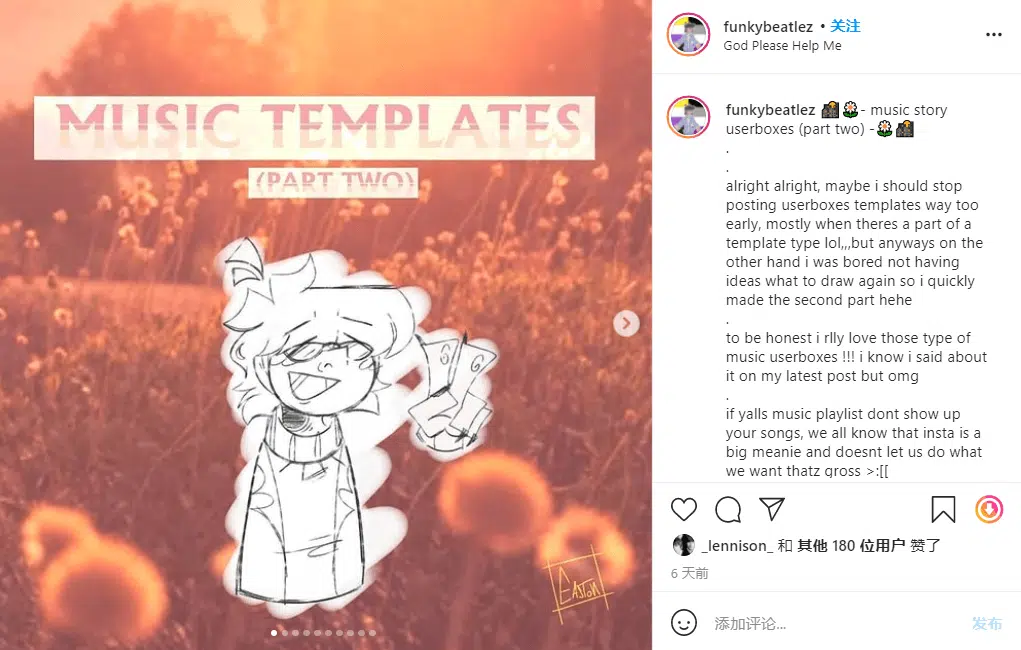 MUSIC TEMPLATES
(PART TWO)
6
6
EASTON
funkybeatlez • 关注
God Please Help Me
funkybeatlez - music story
userboxes (part two) -
.
.
alright alright, maybe i should stop
posting userboxes templates way too
early, mostly when theres a part of a
template type lol,,,but anyways on the
other hand i was bored not having
ideas what to draw again so i quickly
made the second part hehe
.
to be honest i rlly love those type of
music userboxes !!! i know i said about
it on my latest post but omg
.
if yalls music playlist dont show up
your songs, we all know that insta is a
big meanie and doesnt let us do what
we want thatz gross >:[[
_lennison_ 和 其他 180 位用户 赞了
6 天前
添加评论...
发布